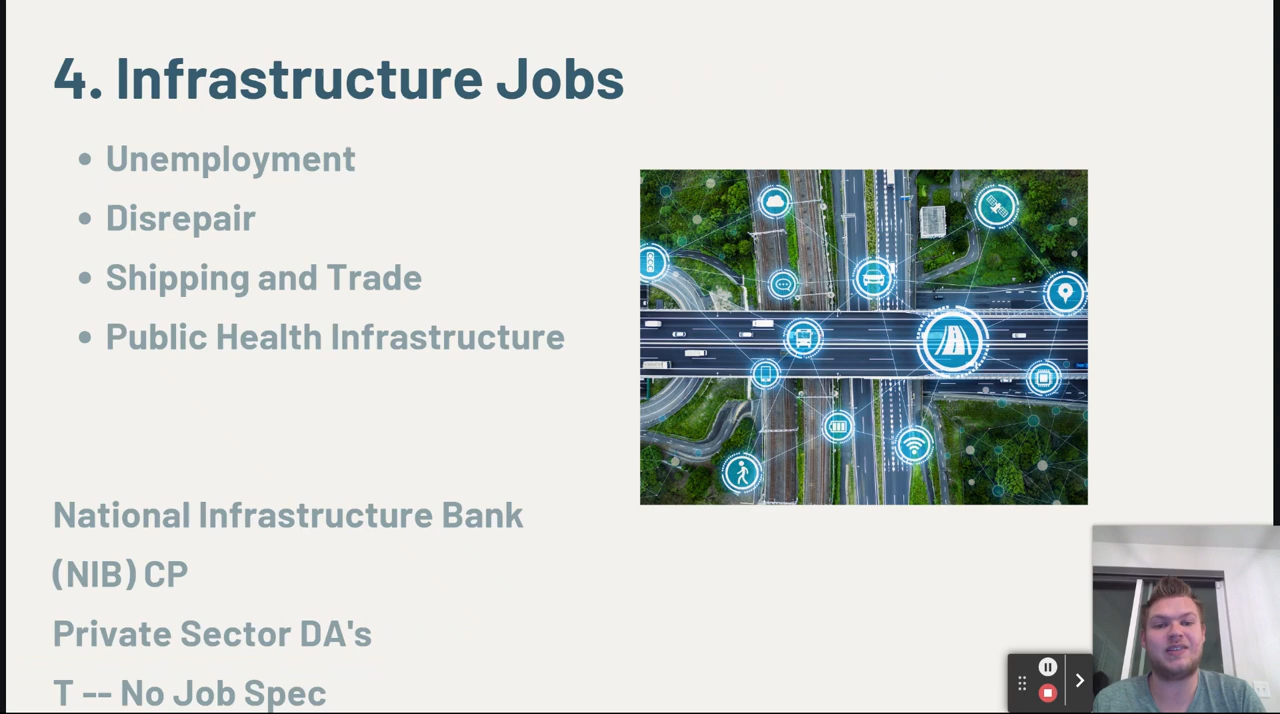 4. Infrastructure Jobs
Unemployment
Disrepair
Shipping and Trade
Public Health Infrastructure
National Infrastructure Bank
(NIB) CP
Private Sector DA's
T -- No Job Spec